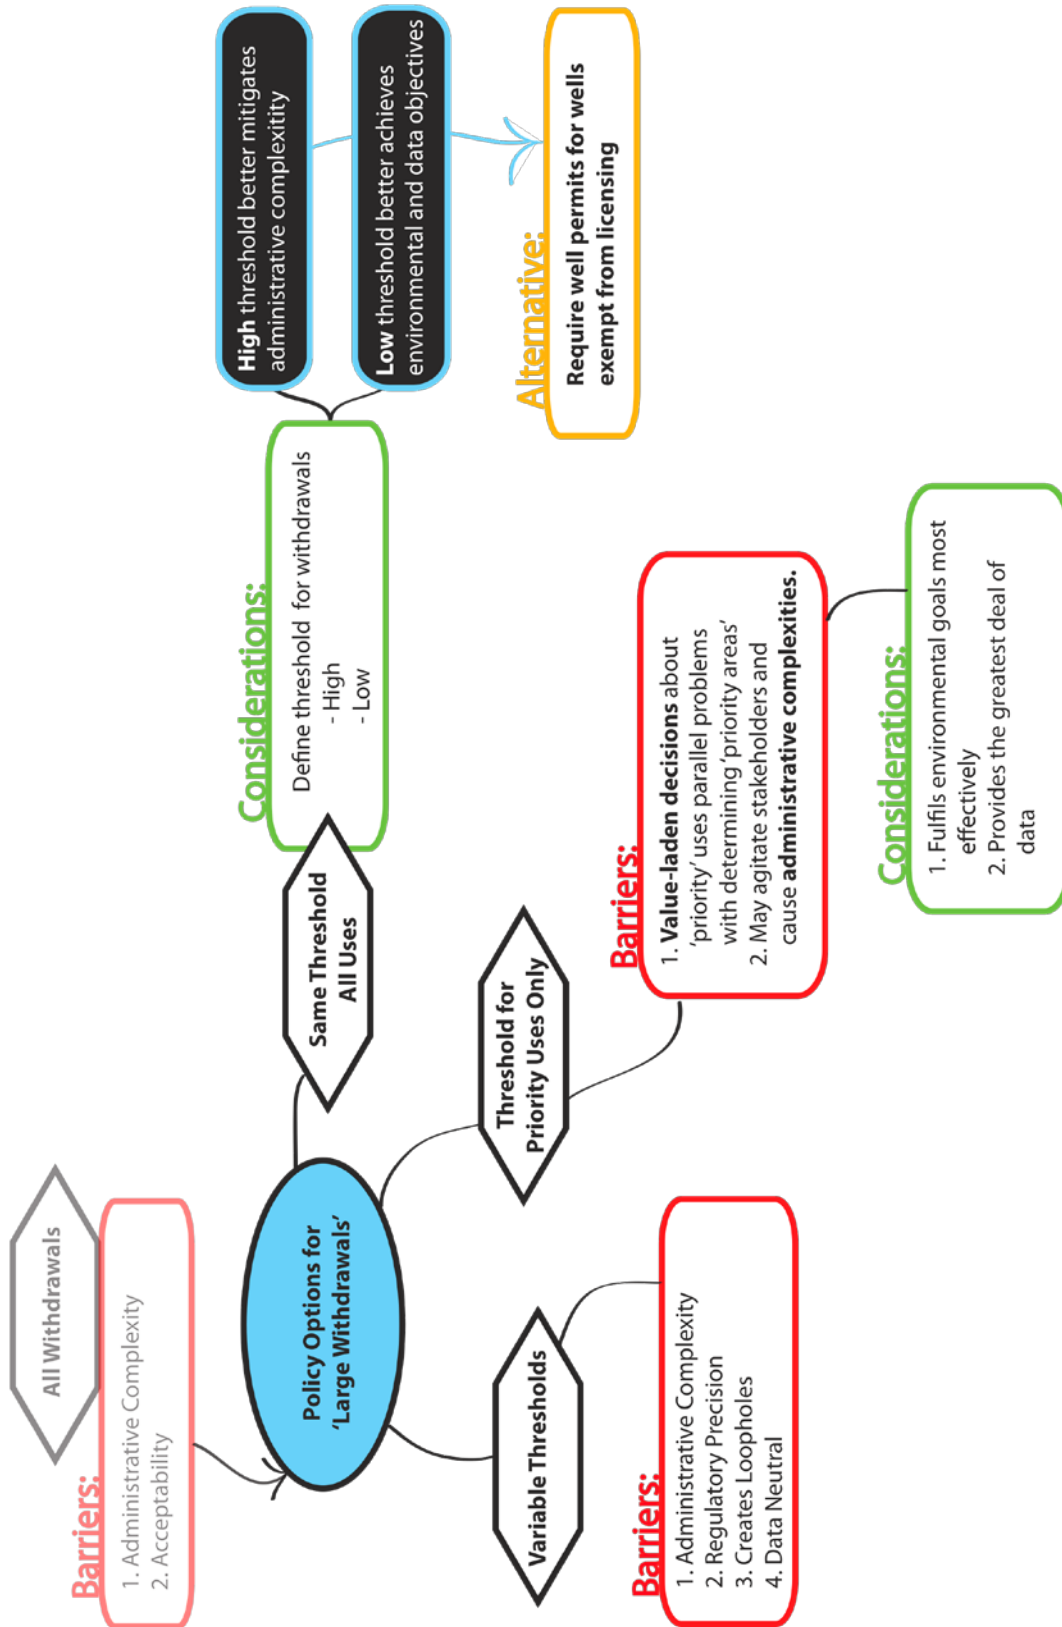 All Withdrawals
Barriers:
1. Administrative Complexity
2. Acceptability
Policy Options for
'Large Withdrawals'
Same Threshold
All Uses
Considerations:
Define threshold for withdrawals
- High
- Low
High threshold better mitigates
administrative complexitity
Low threshold better achieves
environmental and data objectives
Alternative:
Require well permits for wells
exempt from licensing
Threshold for
Priority Uses Only
Barriers:
1. Value-laden decisions about
'priority' uses parallel problems
with determining 'priority areas'
2. May agitate stakeholders and
cause administrative complexities.
Considerations:
1. Fulfils environmental goals most
effectively
2. Provides the greatest deal of
data
Variable Thresholds
Barriers:
1. Administrative Complexity
2. Regulatory Precision
3. Creates Loopholes
4. Data Neutral